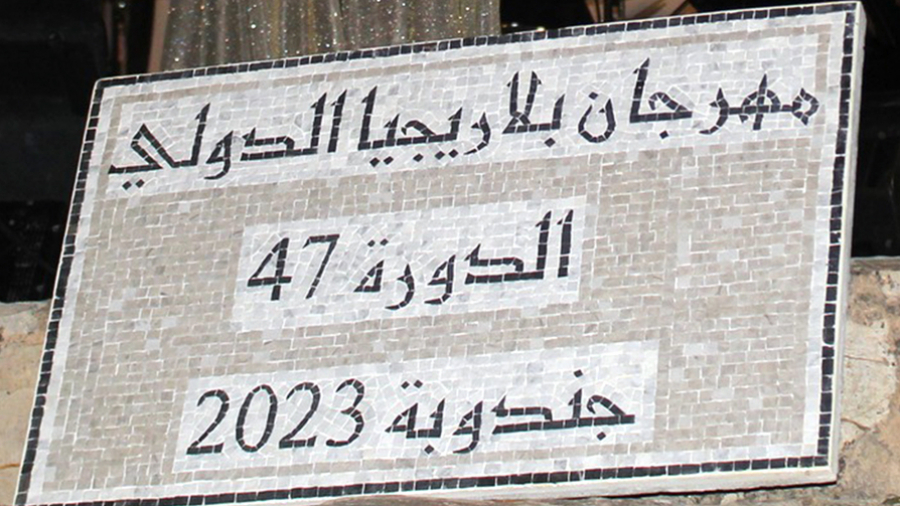 مهرجان بلاريجيا الدولي
الدورة 47
جندوبة 2023